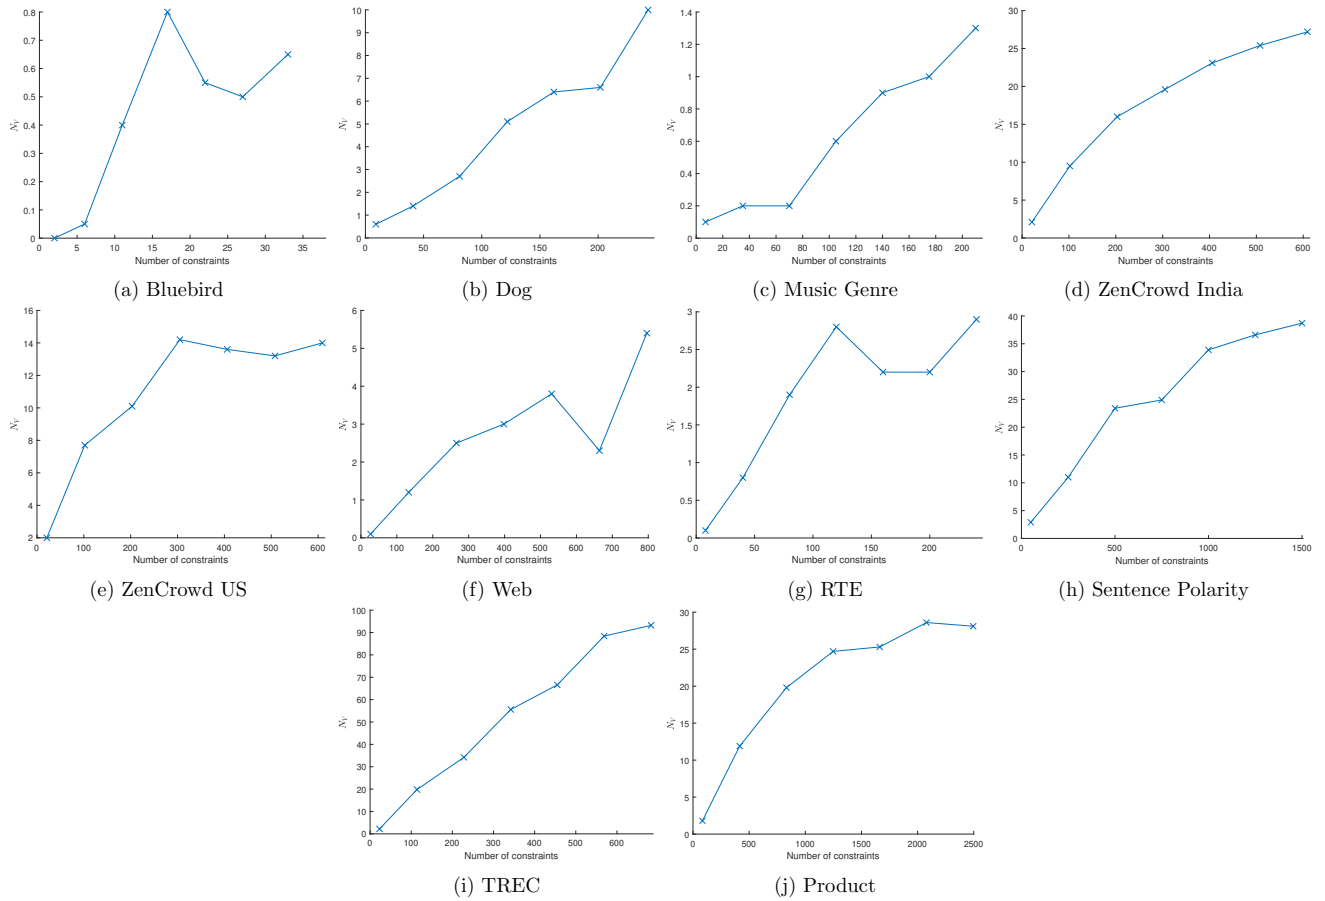 0.8
0.7
0.6
0.5
0.4
0.3
0.2
0.1
0
N_V
0 5 10 15 20 25 30 35
Number of constraints
(a) Bluebird
10
9
8
7
6
5
4
3
2
1
0
N_V
0 50 100 150 200
Number of constraints
(b) Dog
1.4
1.2
1
0.8
0.6
0.4
0.2
0
N_V
0 20 40 60 80 100 120 140 160 180 200
Number of constraints
(c) Music Genre
30
25
20
15
10
5
0
N_V
0 100 200 300 400 500 600
Number of constraints
(d) ZenCrowd India
16
14
12
10
8
6
4
2
N_V
0 100 200 300 400 500 600
Number of constraints
(e) ZenCrowd US
6
5
4
3
2
1
0
N_V
0 100 200 300 400 500 600 700 800
Number of constraints
(f) Web
3
2.5
2
1.5
1
0.5
0
N_V
0 50 100 150 200
Number of constraints
(g) RTE
40
35
30
25
20
15
10
5
0
N_V
0 500 1000 1500
Number of constraints
(h) Sentence Polarity
100
90
80
70
60
50
40
30
20
10
0
N_V
0 100 200 300 400 500 600
Number of constraints
(i) TREC
30
25
20
15
10
5
0
N_V
0 500 1000 1500 2000 2500
Number of constraints
(j) Product